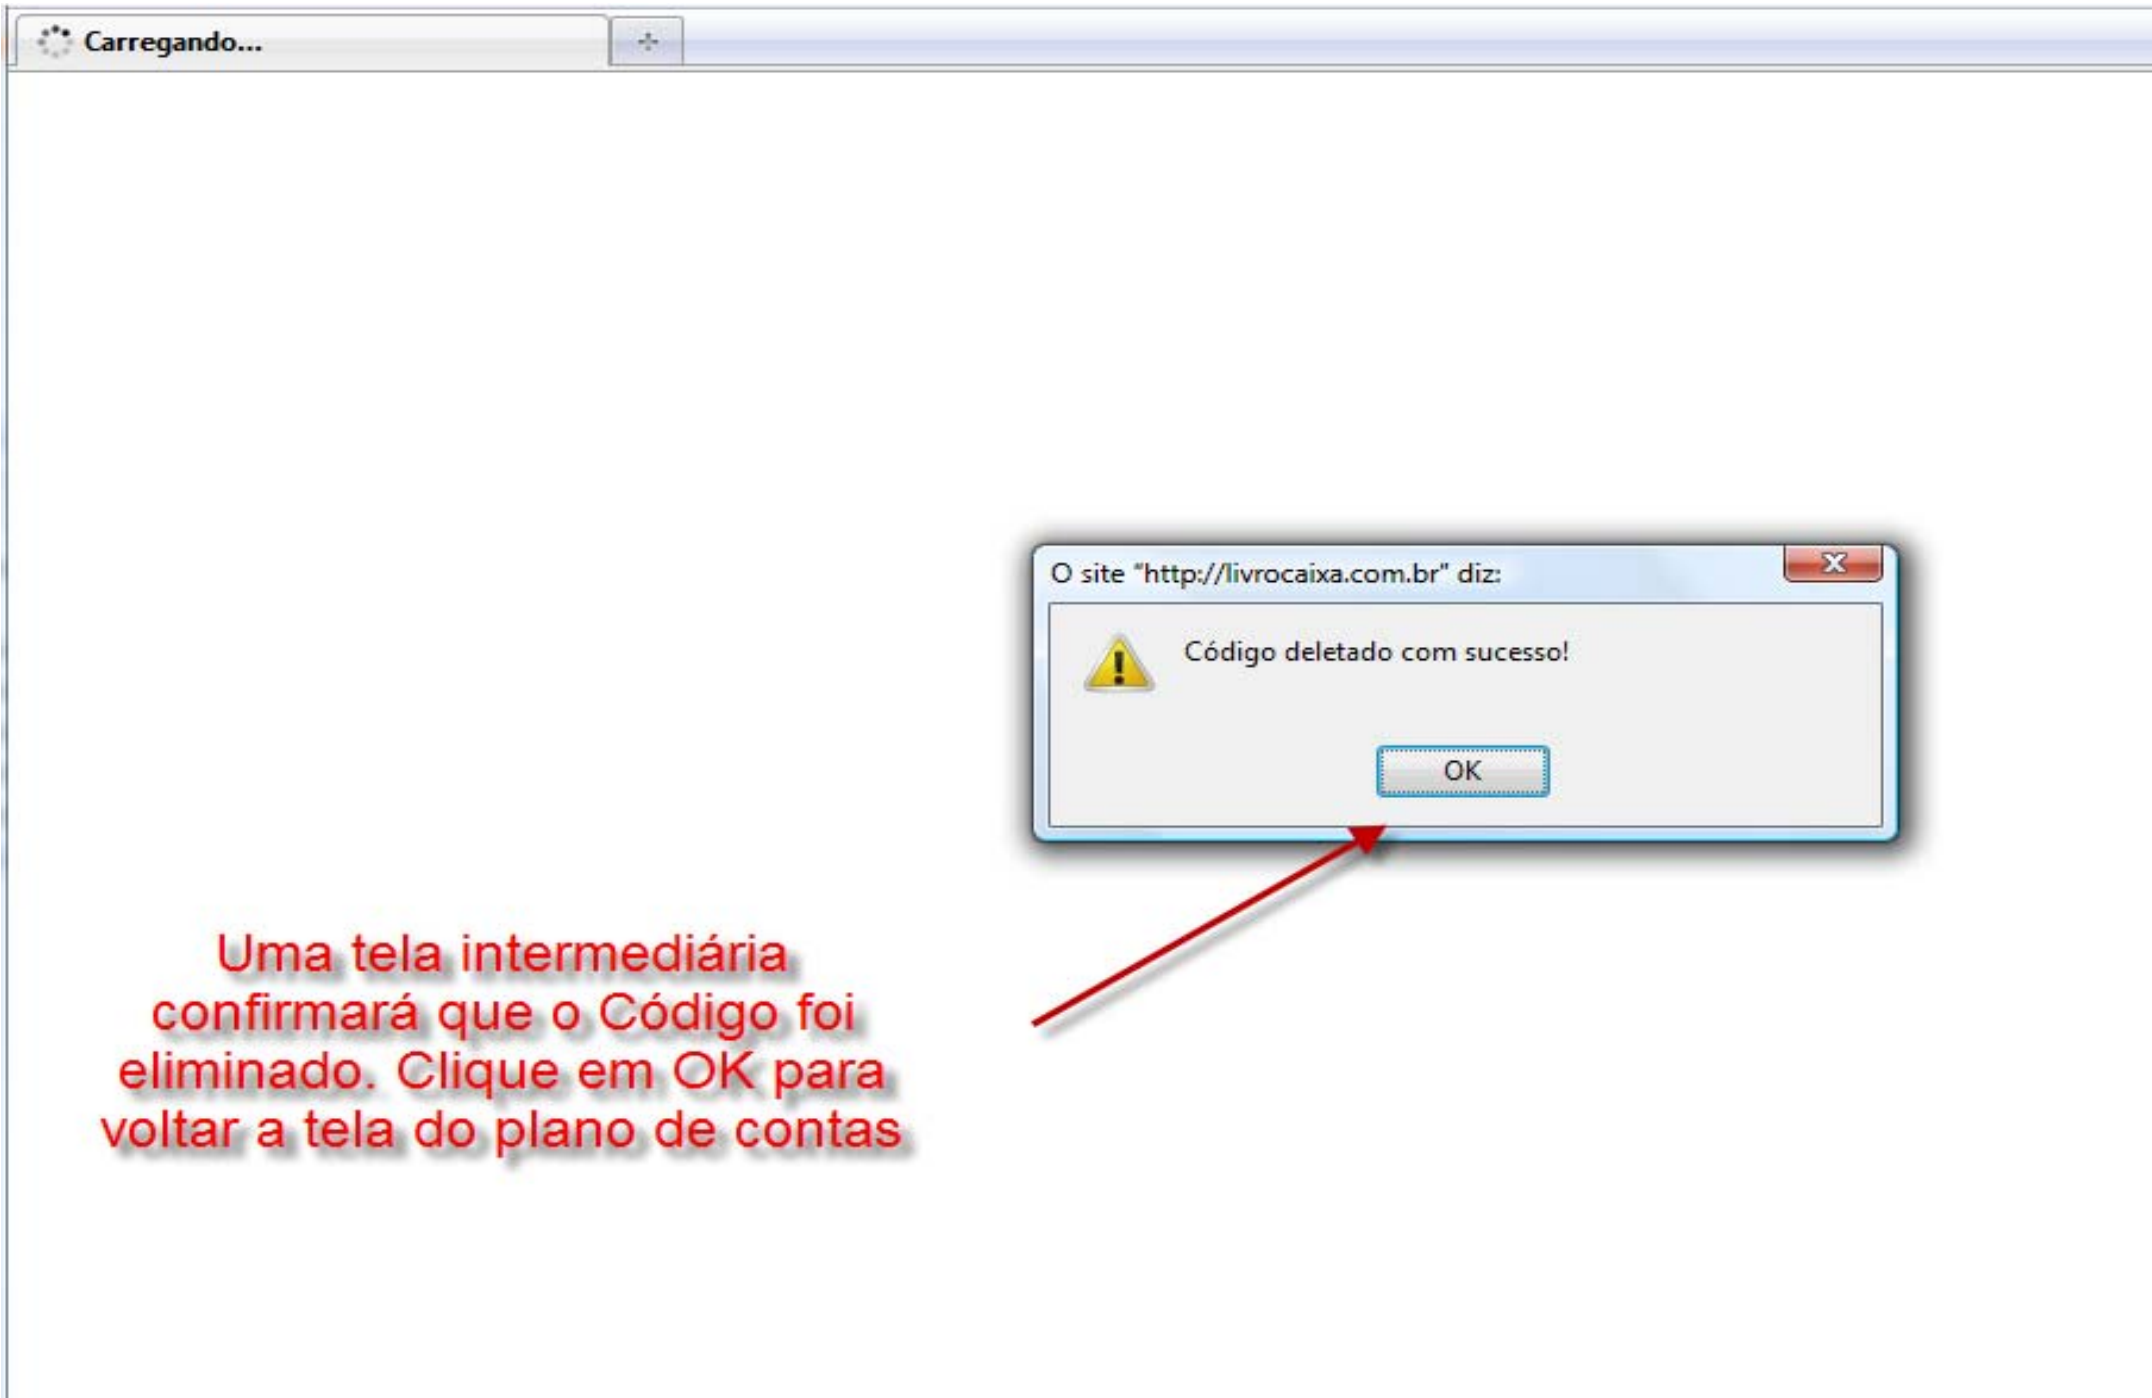 Carregando...
O site "http://livrocaixa.com.br" diz:
Código deletado com sucesso!
OK
Uma tela intermediária
confirmará que o Código foi
eliminado. Clique em OK para
voltar a tela do plano de contas